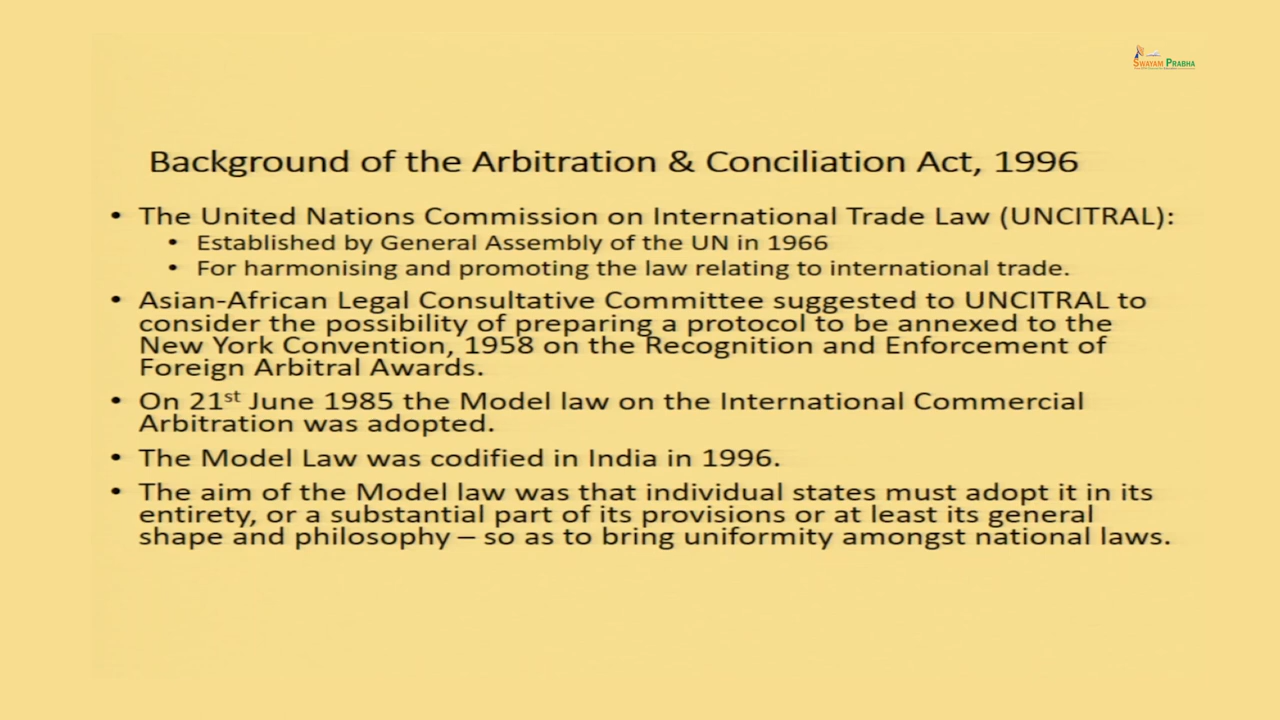 SWAYAM PRABHA
Background of the Arbitration & Conciliation Act, 1996
• The United Nations Commission on International Trade Law (UNCITRAL):
• Established by General Assembly of the UN in 1966
• For harmonising and promoting the law relating to international trade.
• Asian-African Legal Consultative Committee suggested to UNCITRAL to
consider the possibility of preparing a protocol to be annexed to the
New York Convention, 1958 on the Recognition and Enforcement of
Foreign Arbitral Awards.
• On 21st June 1985 the Model law on the International Commercial
Arbitration was adopted.
• The Model Law was codified in India in 1996.
• The aim of the Model law was that individual states must adopt it in its
entirety, or a substantial part of its provisions or at least its general
shape and philosophy – so as to bring uniformity amongst national laws.